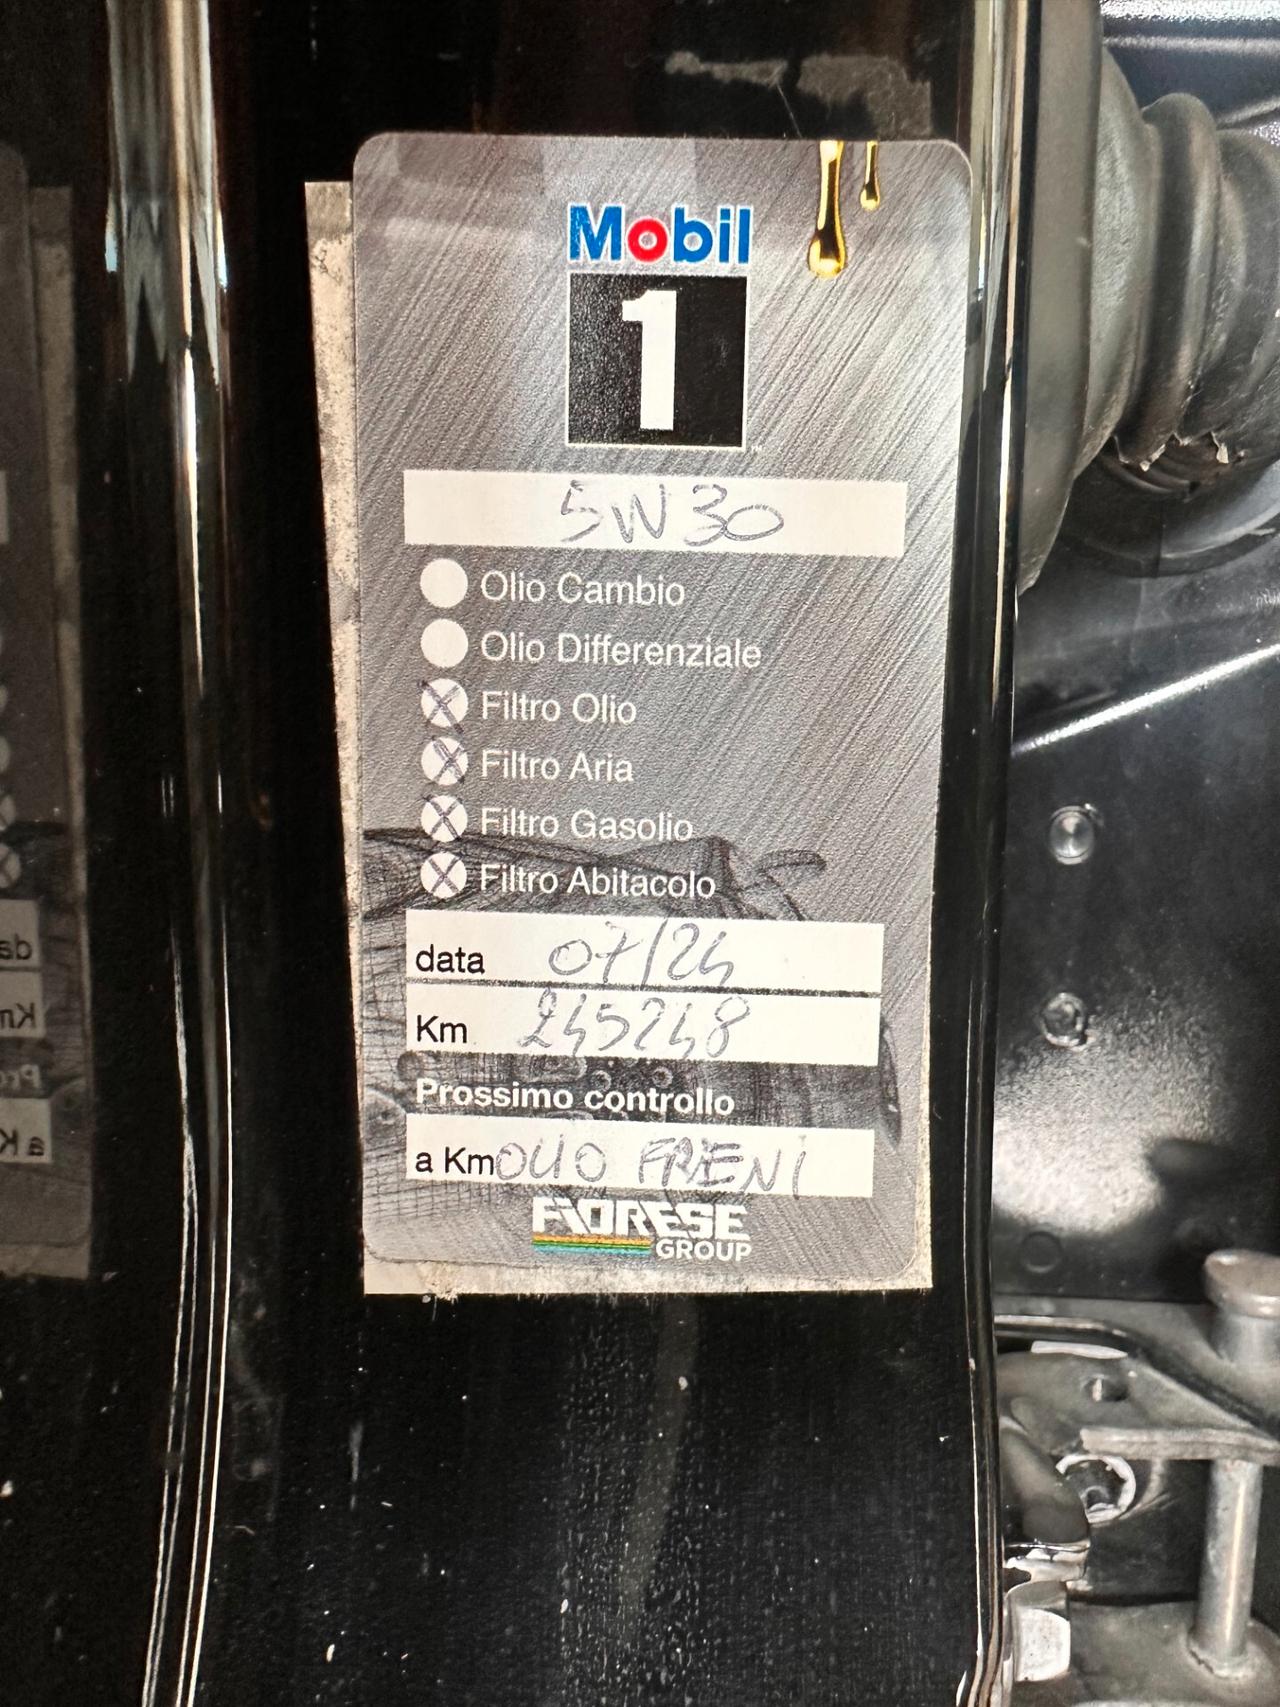 Mobil
1
5W30
Olio Cambio
Olio Differenziale
Filtro Olio
Filtro Aria
Filtro Gasolio
Filtro Abitacolo
data 07/24
Km 245248
Prossimo controllo
a Km OLIO FRENI
FIORESE
GROUP